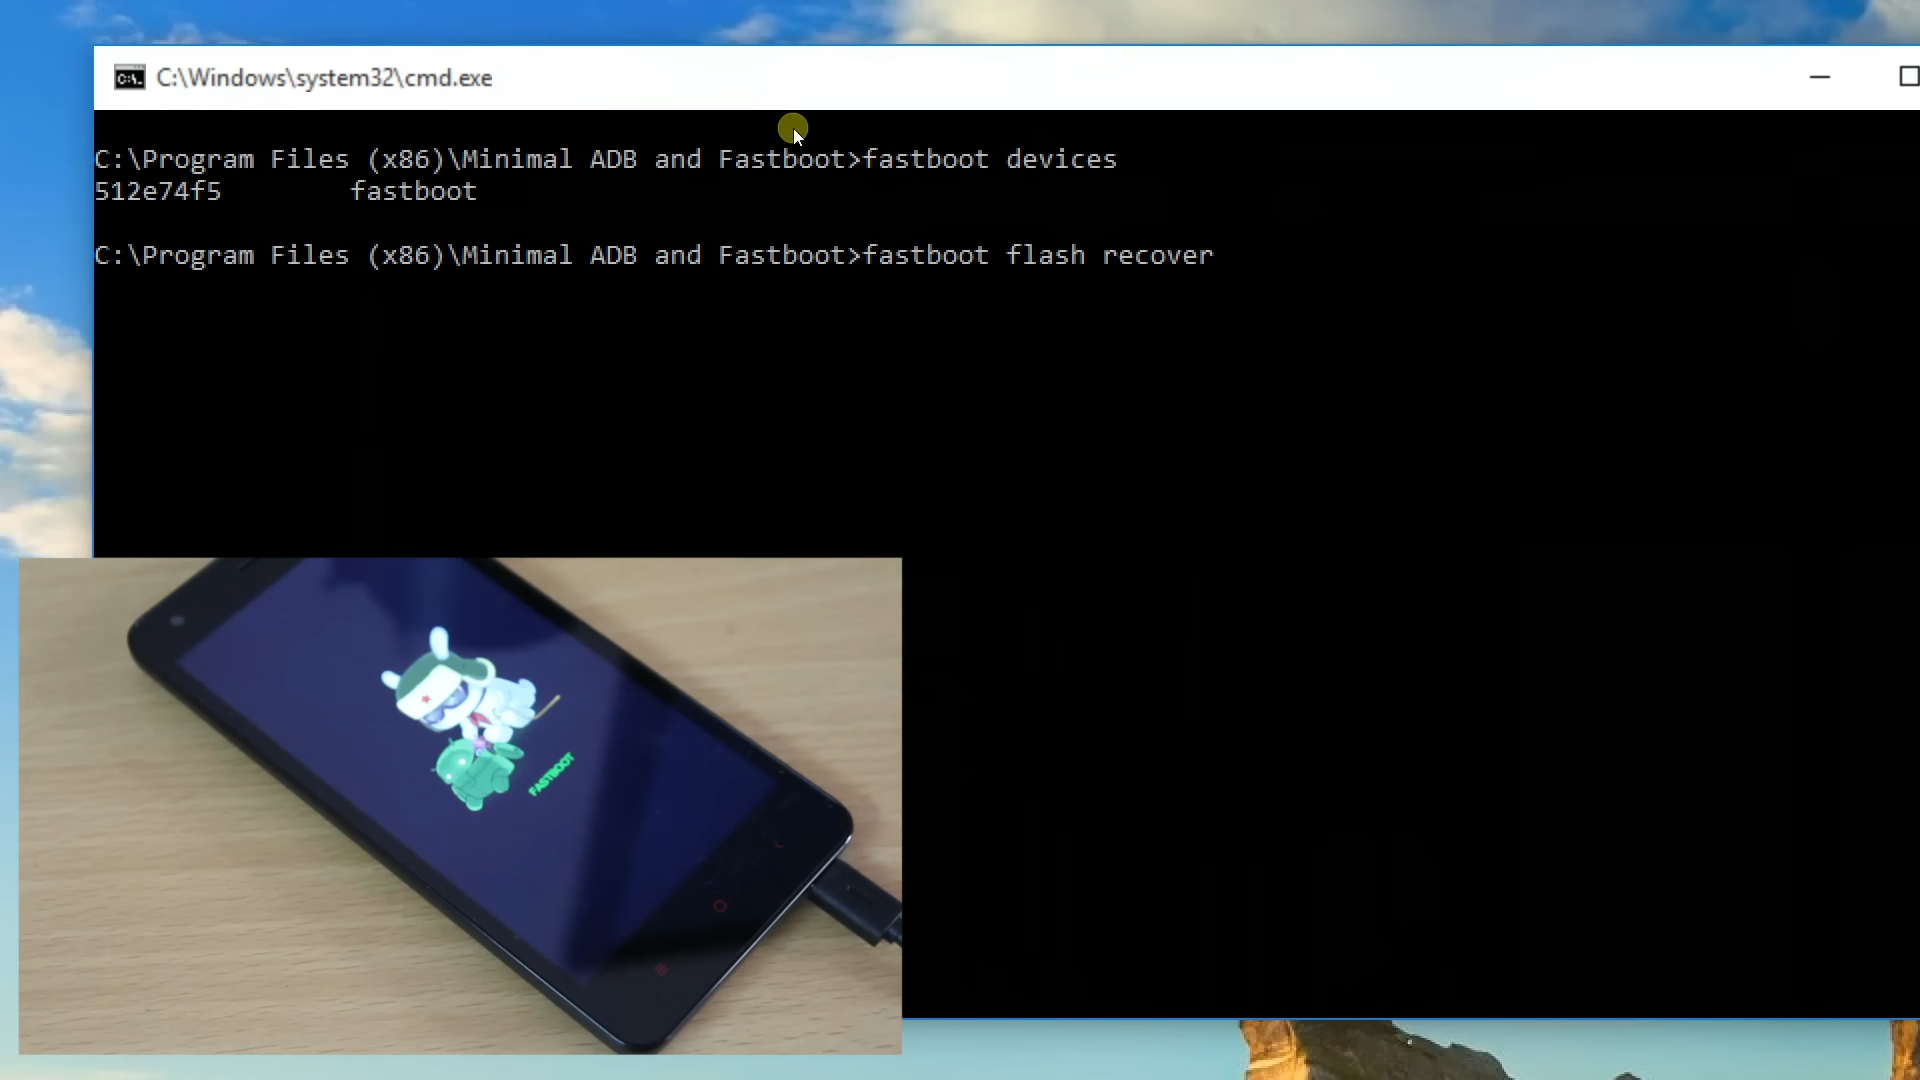 C:\Windows\system32\cmd.exe
C:\Program Files (x86)\Minimal ADB and Fastboot>fastboot devices
512e74f5        fastboot
C:\Program Files (x86)\Minimal ADB and Fastboot>fastboot flash recover
FASTBOOT